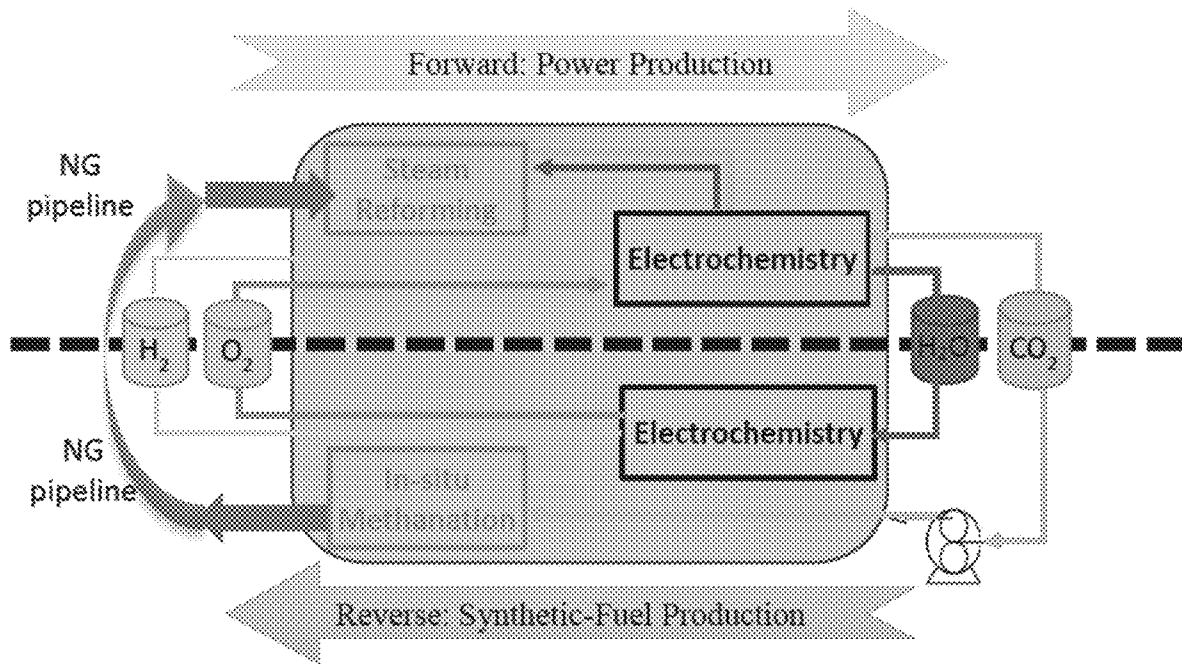 Forward: Power Production
NG
pipeline
Steam
Reforming
Electrochemistry
H₂
O₂
H₂O
CO₂
Electrochemistry
NG
pipeline
In-situ
Methanation
Reverse: Synthetic-Fuel Production